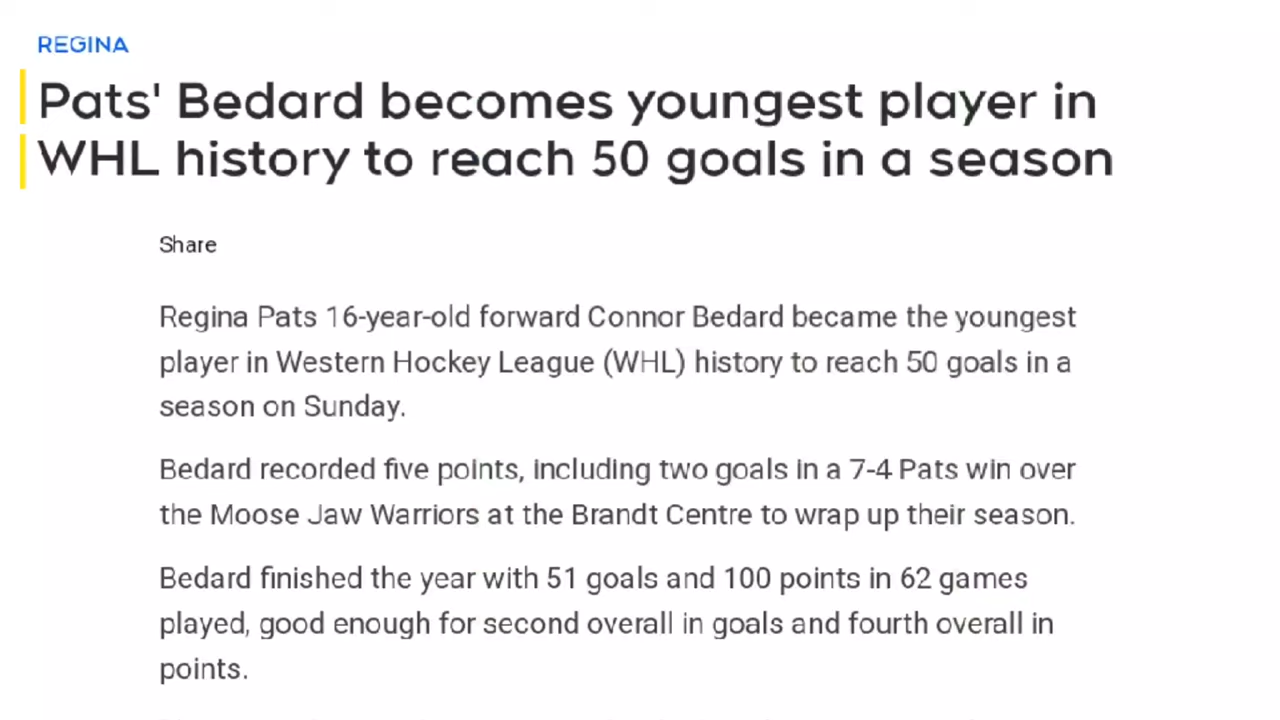 REGINA
Pats' Bedard becomes youngest player in
WHL history to reach 50 goals in a season
Share
Regina Pats 16-year-old forward Connor Bedard became the youngest
player in Western Hockey League (WHL) history to reach 50 goals in a
season on Sunday.
Bedard recorded five points, including two goals in a 7-4 Pats win over
the Moose Jaw Warriors at the Brandt Centre to wrap up their season.
Bedard finished the year with 51 goals and 100 points in 62 games
played, good enough for second overall in goals and fourth overall in
points.